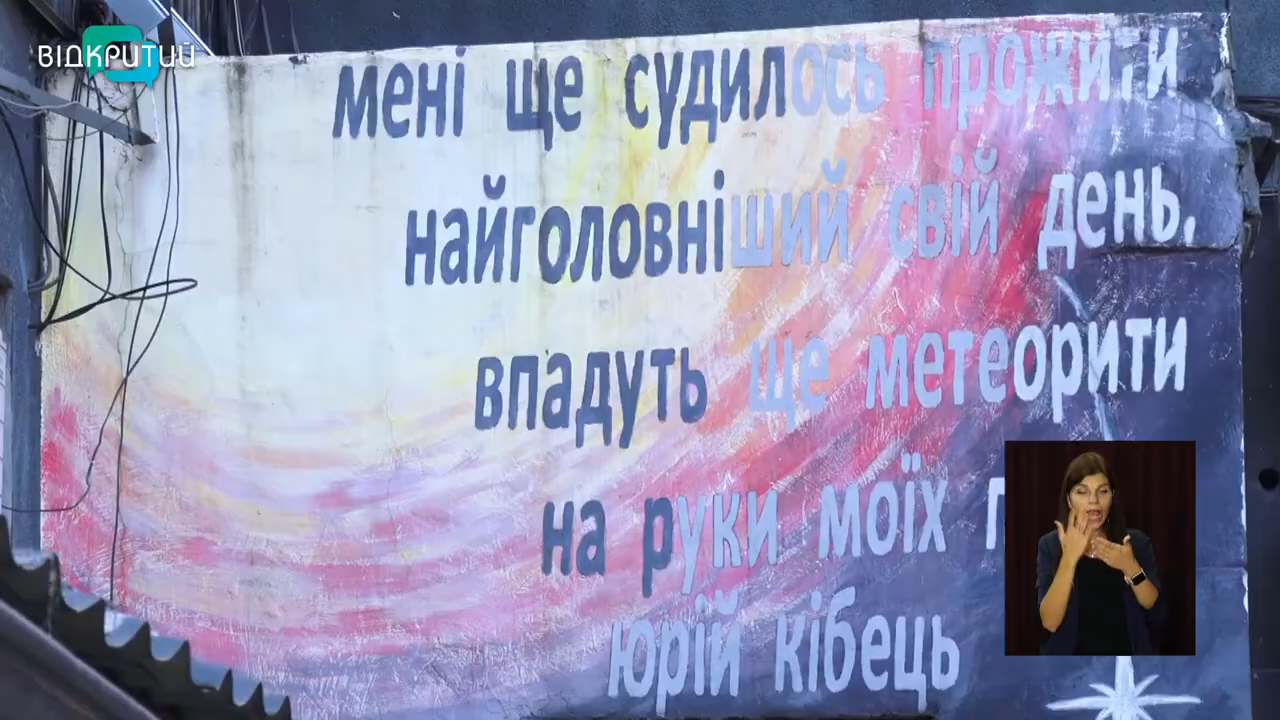 ВІДКРИТИЙ
мені ще судилось прожити
найголовніший свій день,
впадуть ще метеорити
на руки моїх
юрій кібець